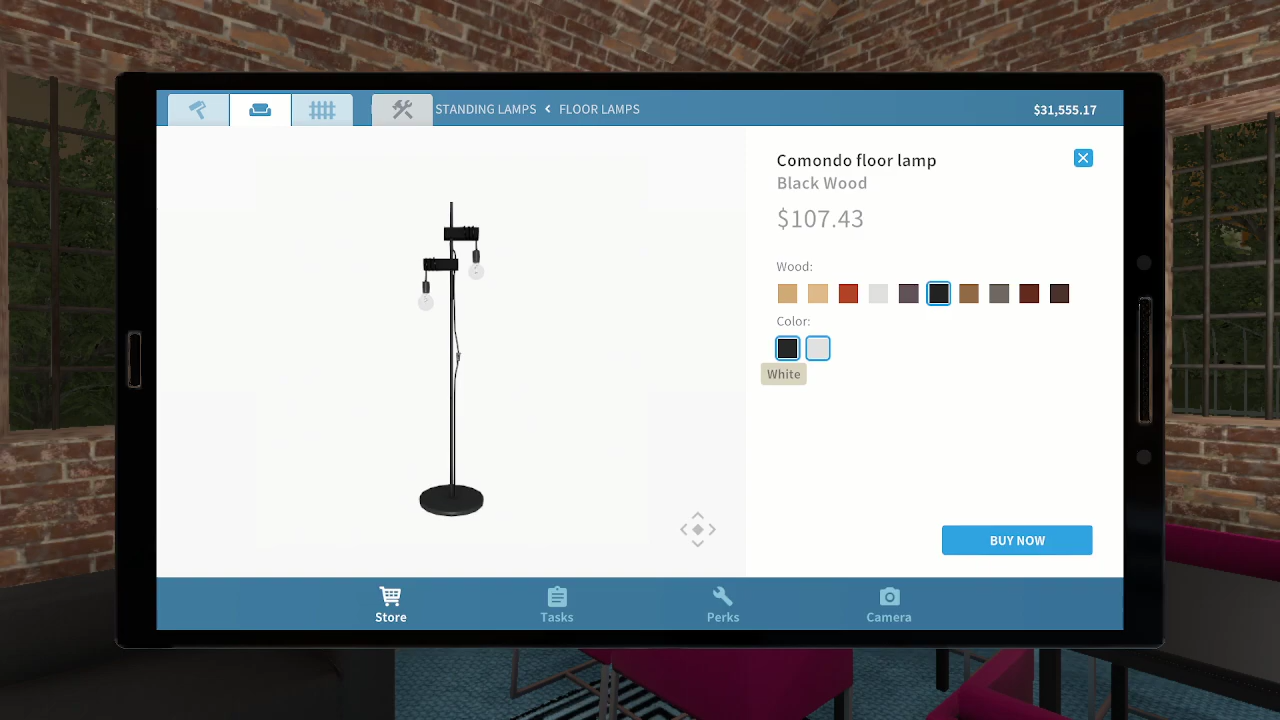 STANDING LAMPS < FLOOR LAMPS
$31,555.17
Comondo floor lamp
Black Wood
$107.43
Wood:
Color:
White
BUY NOW
Store
Tasks
Perks
Camera